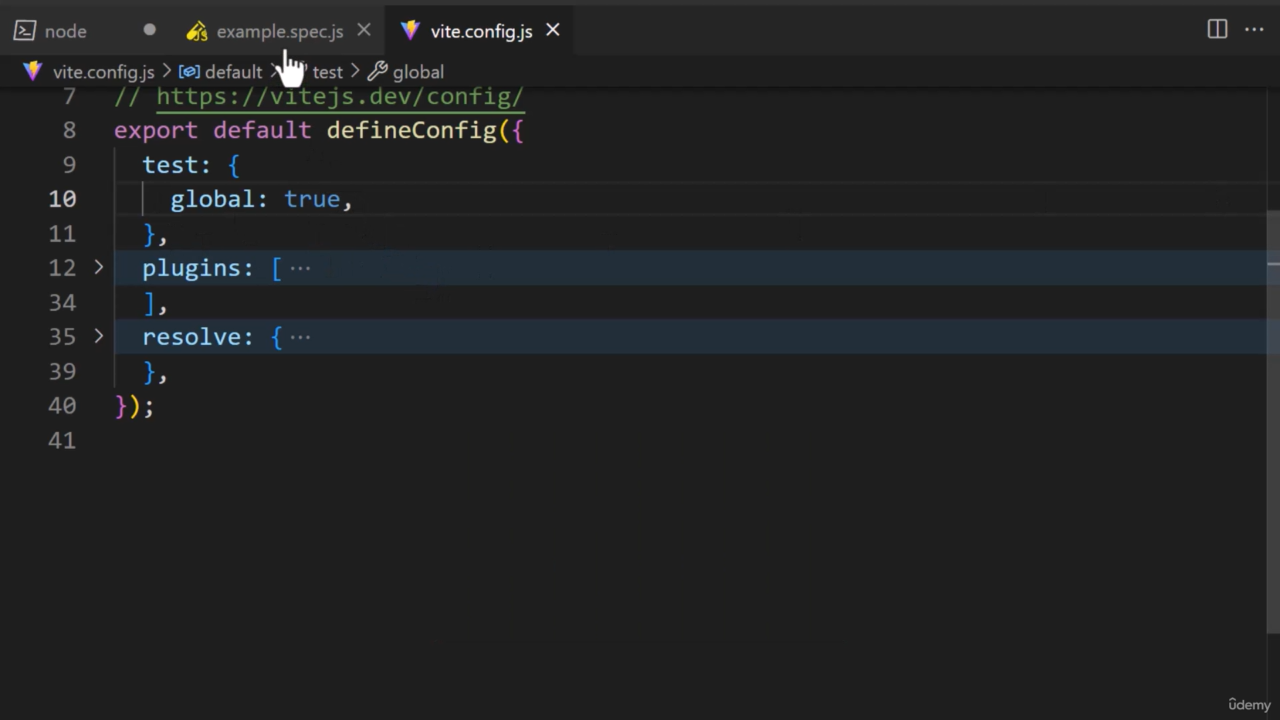 node example.spec.js vite.config.js
vite.config.js default test global
7 // https://vitejs.dev/config/
8 export default defineConfig({
9 test: {
10 global: true,
11 },
12 plugins: [ ···
34 ],
35 resolve: { ···
39 },
40 });
41
ûdemy